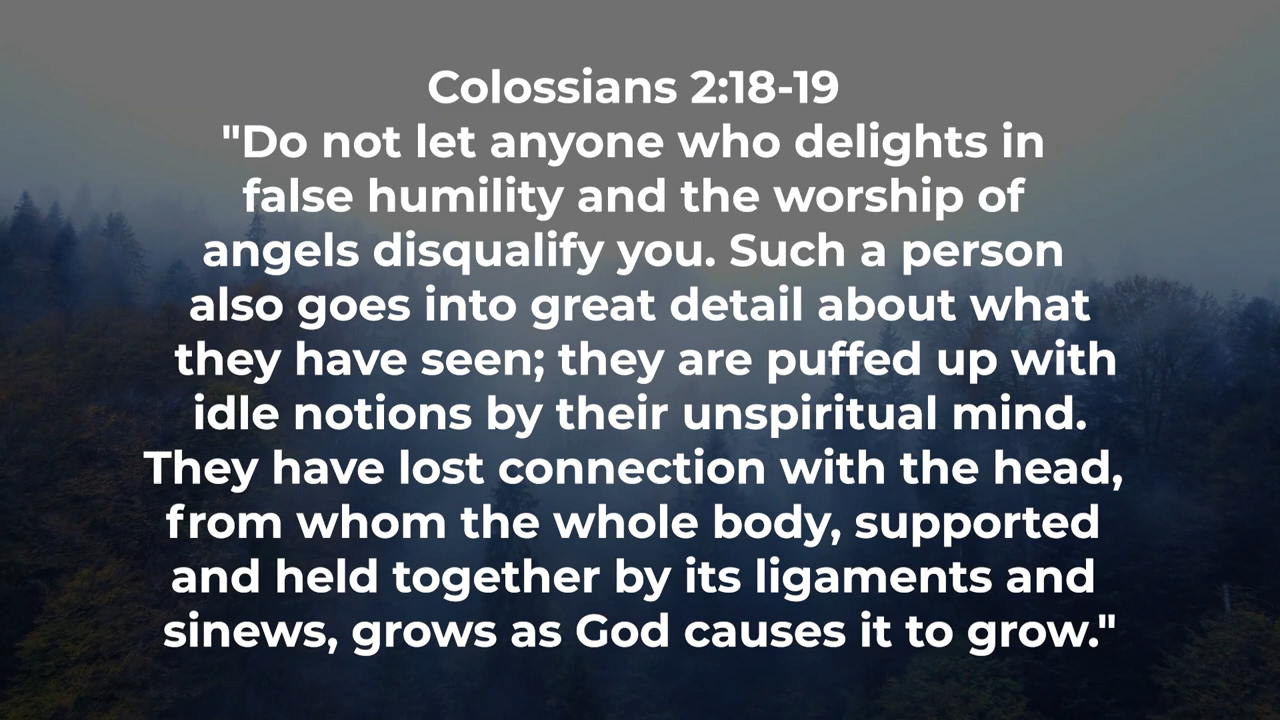 Colossians 2:18-19
"Do not let anyone who delights in
false humility and the worship of
angels disqualify you. Such a person
also goes into great detail about what
they have seen; they are puffed up with
idle notions by their unspiritual mind.
They have lost connection with the head,
from whom the whole body, supported
and held together by its ligaments and
sinews, grows as God causes it to grow."